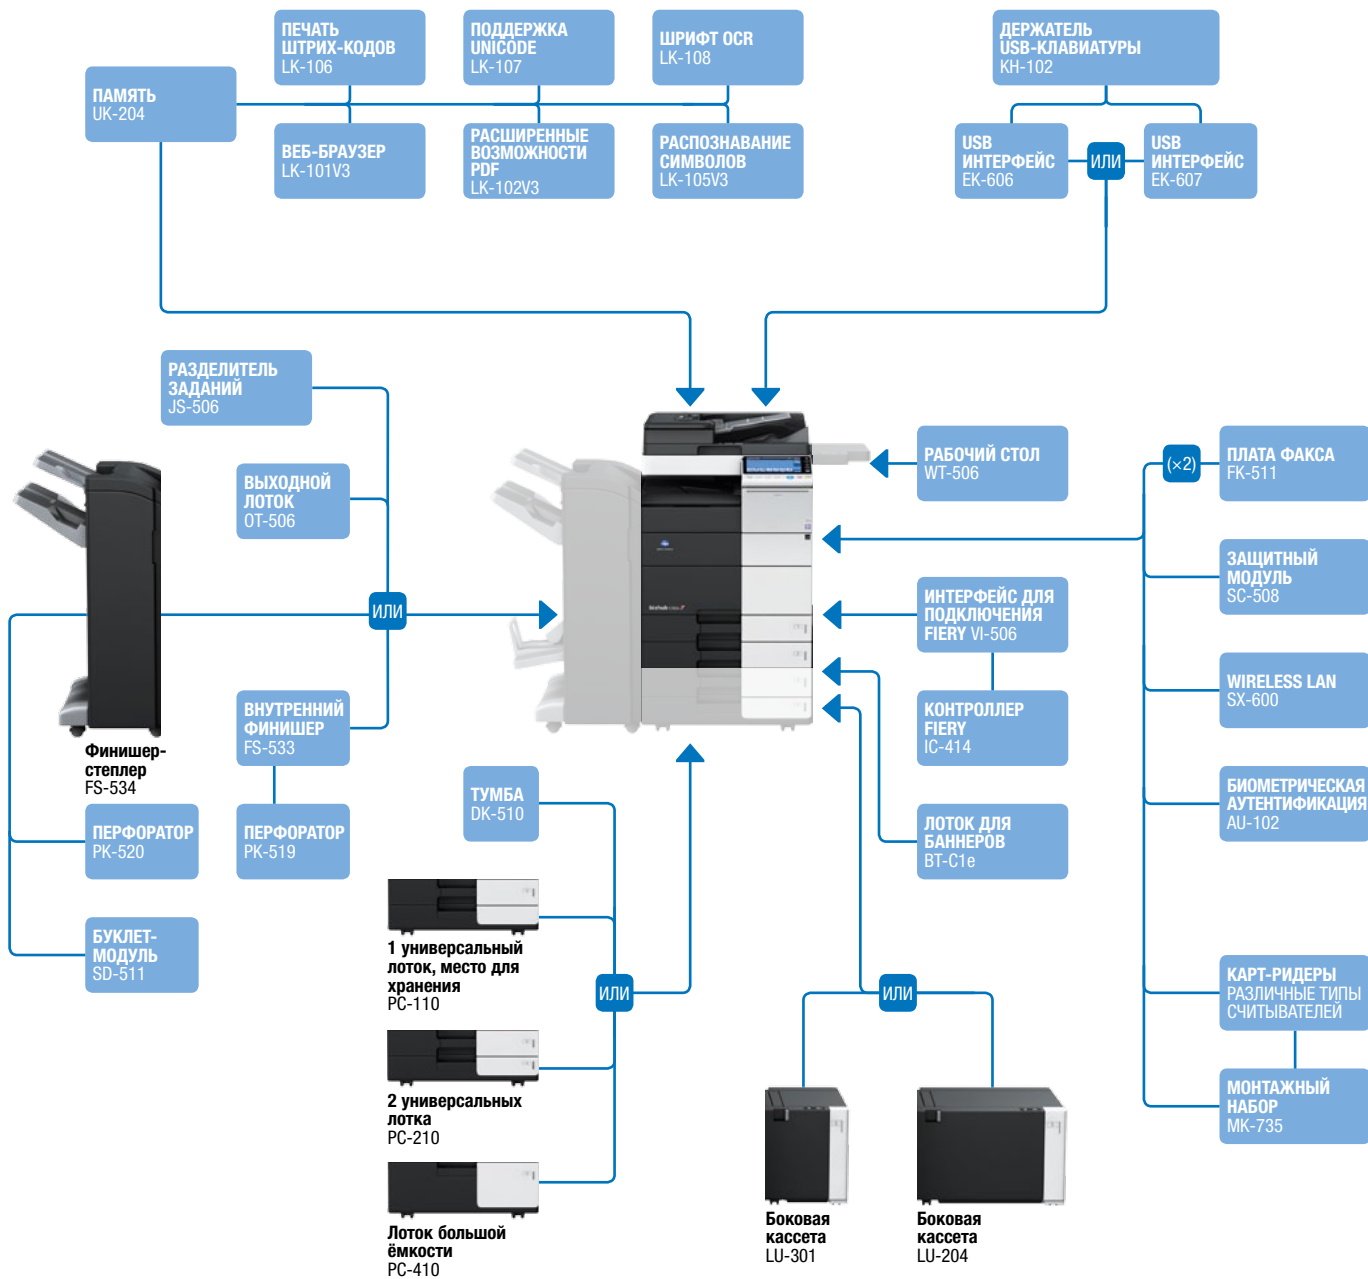 ПЕЧАТЬ
ШТРИХ-КОДОВ
LK-106
ПОДДЕРЖКА
UNICODE
LK-107
ШРИФТ OCR
LK-108
ДЕРЖАТЕЛЬ
USB-КЛАВИАТУРЫ
KH-102
ПАМЯТЬ
UK-204
ВЕБ-БРАУЗЕР
LK-101V3
РАСШИРЕННЫЕ
ВОЗМОЖНОСТИ
PDF
LK-102V3
РАСПОЗНАВАНИЕ
СИМВОЛОВ
LK-105V3
USB
ИНТЕРФЕЙС
EK-606
ИЛИ
USB
ИНТЕРФЕЙС
EK-607
РАЗДЕЛИТЕЛЬ
ЗАДАНИЙ
JS-506
ВЫХОДНОЙ
ЛОТОК
OT-506
ИЛИ
ВНУТРЕННИЙ
ФИНИШЕР
FS-533
Финишер-
степлер
FS-534
ПЕРФОРАТОР
PK-520
ПЕРФОРАТОР
PK-519
БУКЛЕТ-
МОДУЛЬ
SD-511
bizhub
РАБОЧИЙ СТОЛ
WT-506
(×2)
ПЛАТА ФАКСА
FK-511
ЗАЩИТНЫЙ
МОДУЛЬ
SC-508
ИНТЕРФЕЙС ДЛЯ
ПОДКЛЮЧЕНИЯ
FIERY VI-506
КОНТРОЛЛЕР
FIERY
IC-414
WIRELESS LAN
SX-600
БИОМЕТРИЧЕСКАЯ
АУТЕНТИФИКАЦИЯ
AU-102
ЛОТОК ДЛЯ
БАННЕРОВ
BT-C1e
ТУМБА
DK-510
1 универсальный
лоток, место для
хранения
PC-110
ИЛИ
2 универсальных
лотка
PC-210
Лоток большой
ёмкости
PC-410
ИЛИ
Боковая
кассета
LU-301
Боковая
кассета
LU-204
КАРТ-РИДЕРЫ
РАЗЛИЧНЫЕ ТИПЫ
СЧИТЫВАТЕЛЕЙ
МОНТАЖНЫЙ
НАБОР
MK-735